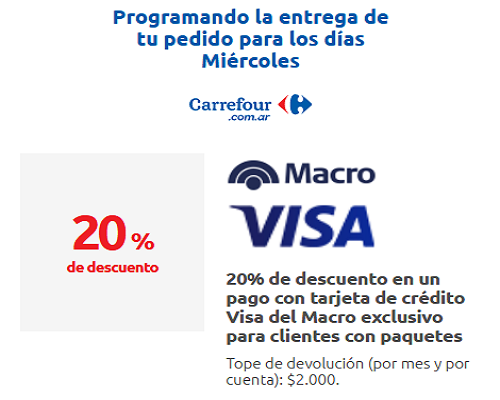 Programando la entrega de
tu pedido para los días
Miércoles
Carrefour
.com.ar
20 %
de descuento
Macro
VISA
20% de descuento en un
pago con tarjeta de crédito
Visa del Macro exclusivo
para clientes con paquetes
Tope de devolución (por mes y por
cuenta): $2.000.